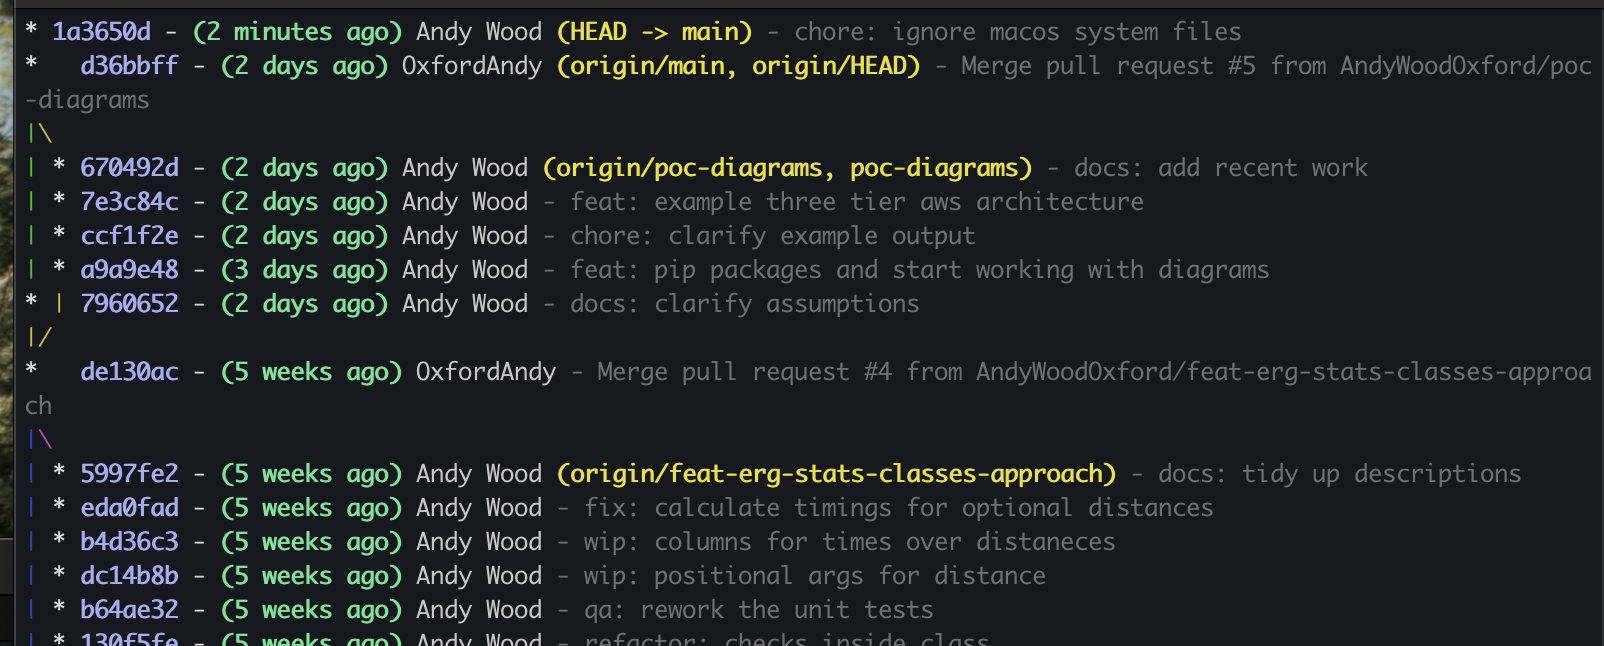 * 1a3650d - (2 minutes ago) Andy Wood (HEAD -> main) - chore: ignore macos system files
*   d36bbff - (2 days ago) OxfordAndy (origin/main, origin/HEAD) - Merge pull request #5 from AndyWoodOxford/poc
-diagrams
|\
| * 670492d - (2 days ago) Andy Wood (origin/poc-diagrams, poc-diagrams) - docs: add recent work
| * 7e3c84c - (2 days ago) Andy Wood - feat: example three tier aws architecture
| * ccf1f2e - (2 days ago) Andy Wood - chore: clarify example output
| * a9a9e48 - (3 days ago) Andy Wood - feat: pip packages and start working with diagrams
* | 7960652 - (2 days ago) Andy Wood - docs: clarify assumptions
|/
*   de130ac - (5 weeks ago) OxfordAndy - Merge pull request #4 from AndyWoodOxford/feat-erg-stats-classes-approa
ch
|\
| * 5997fe2 - (5 weeks ago) Andy Wood (origin/feat-erg-stats-classes-approach) - docs: tidy up descriptions
| * eda0fad - (5 weeks ago) Andy Wood - fix: calculate timings for optional distances
| * b4d36c3 - (5 weeks ago) Andy Wood - wip: columns for times over distaneces
| * dc14b8b - (5 weeks ago) Andy Wood - wip: positional args for distance
| * b64ae32 - (5 weeks ago) Andy Wood - qa: rework the unit tests
| * 130f5fe - (5 weeks ago) Andy Wood - refactor: checks inside class